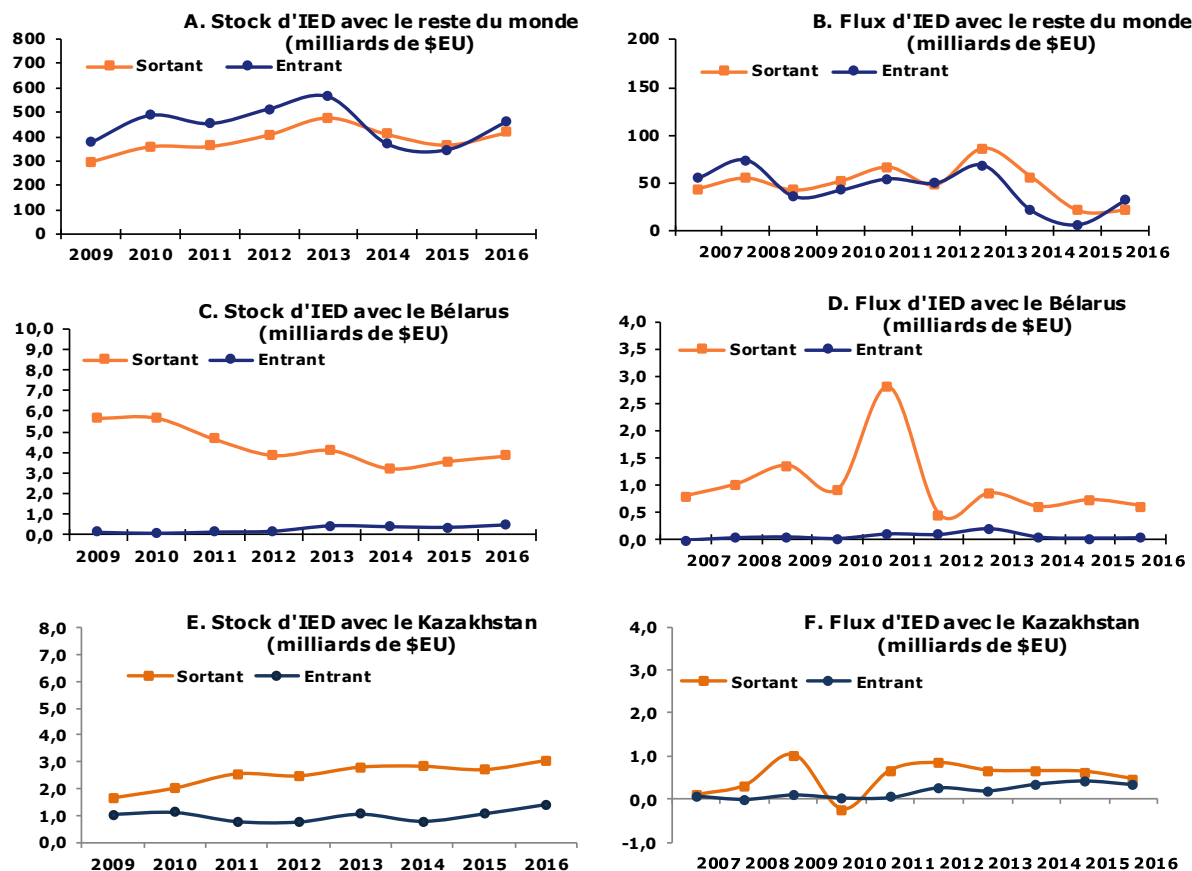 A. Stock d'IED avec le reste du monde
(milliards de $EU)
Sortant Entrant
800
700
600
500
400
300
200
100
0
2009 2010 2011 2012 2013 2014 2015 2016
B. Flux d'IED avec le reste du monde
(milliards de $EU)
Sortant Entrant
200
150
100
50
0
2007 2008 2009 2010 2011 2012 2013 2014 2015 2016
C. Stock d'IED avec le Bélarus
(milliards de $EU)
Sortant Entrant
10,0
9,0
8,0
7,0
6,0
5,0
4,0
3,0
2,0
1,0
0,0
2009 2010 2011 2012 2013 2014 2015 2016
D. Flux d'IED avec le Bélarus
(milliards de $EU)
Sortant Entrant
4,0
3,5
3,0
2,5
2,0
1,5
1,0
0,5
0,0
2007 2008 2009 2010 2011 2012 2013 2014 2015 2016
E. Stock d'IED avec le Kazakhstan
(milliards de $EU)
Sortant Entrant
8,0
7,0
6,0
5,0
4,0
3,0
2,0
1,0
0,0
2009 2010 2011 2012 2013 2014 2015 2016
F. Flux d'IED avec le Kazakhstan
(milliards de $EU)
Sortant Entrant
4,0
3,0
2,0
1,0
0,0
-1,0
2007 2008 2009 2010 2011 2012 2013 2014 2015 2016